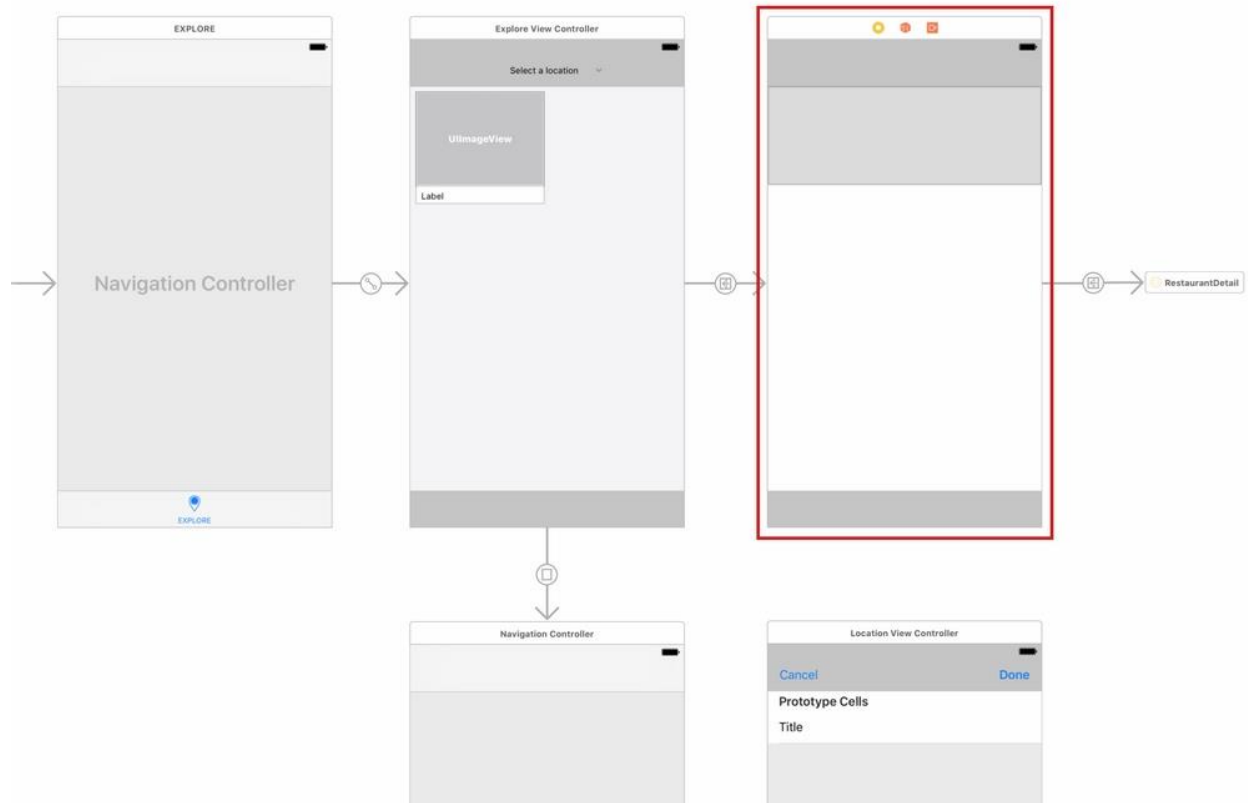 EXPLORE
Explore View Controller
Select a location
UIImageView
Label
Navigation Controller
RestaurantDetail
EXPLORE
Navigation Controller
Location View Controller
Cancel
Done
Prototype Cells
Title